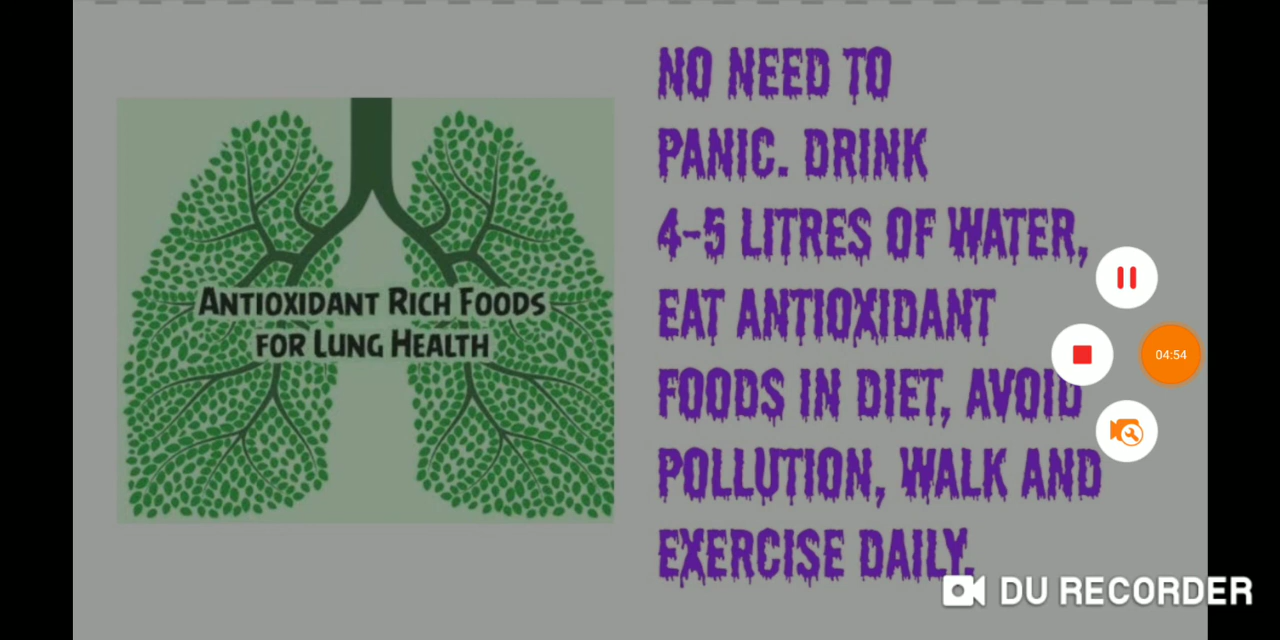 NO NEED TO
PANIC. DRINK
4-5 LITRES OF WATER,
EAT ANTIOXIDANT
FOODS IN DIET, AVOID
POLLUTION, WALK AND
EXERCISE DAILY.
ANTIOXIDANT RICH FOODS
FOR LUNG HEALTH
04:54
DU RECORDER